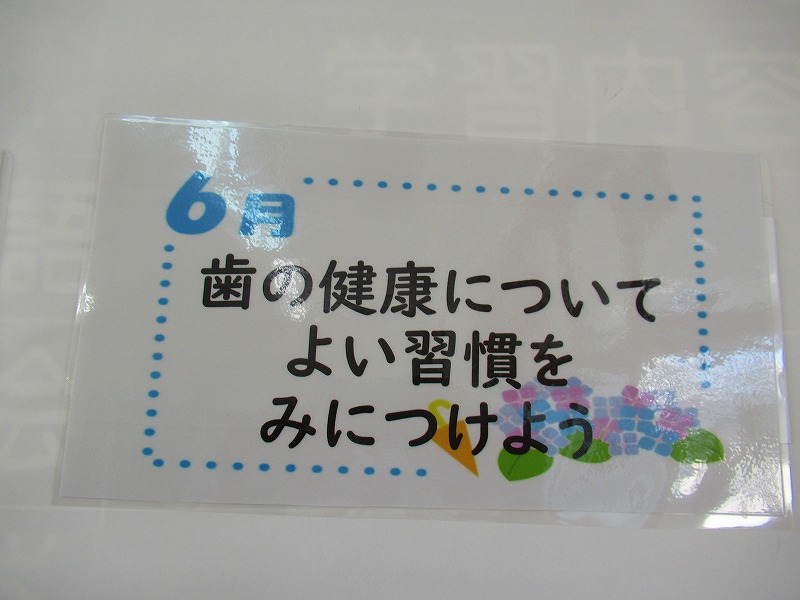 6月
歯の健康について
よい習慣を
みにつけよう